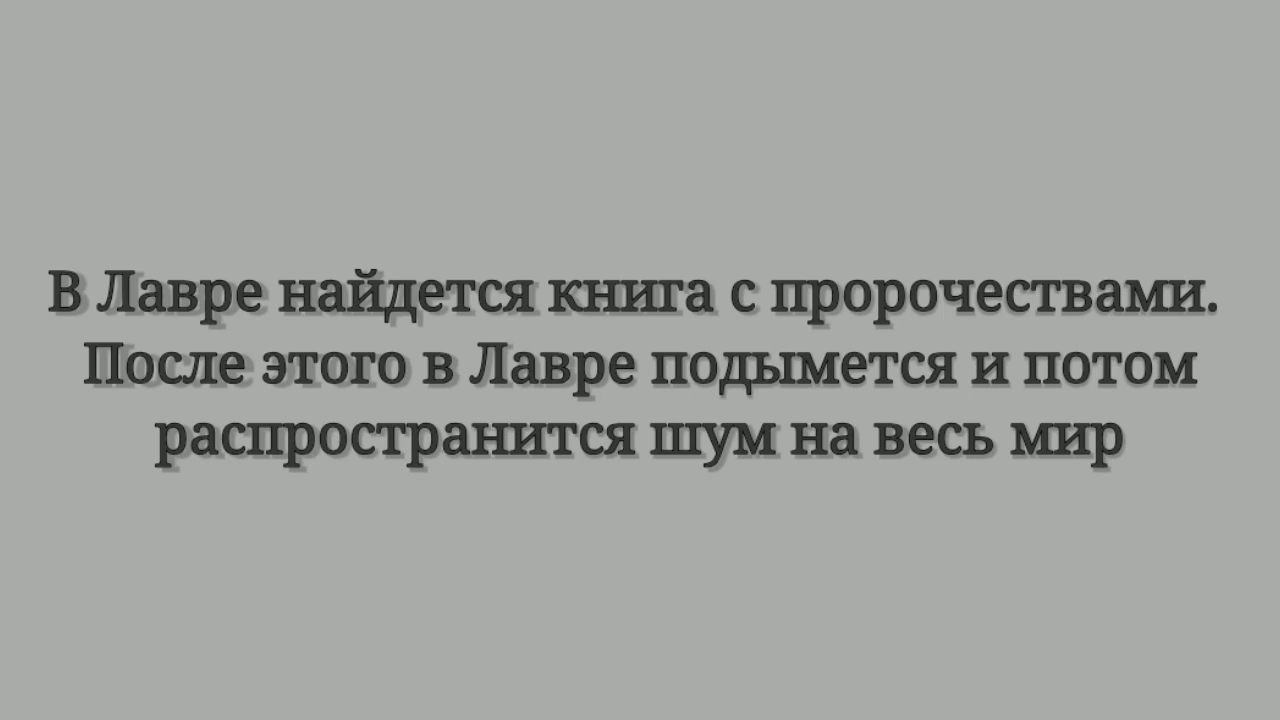 В Лавре найдется книга с пророчествами.
После этого в Лавре подымется и потом
распространится шум на весь мир